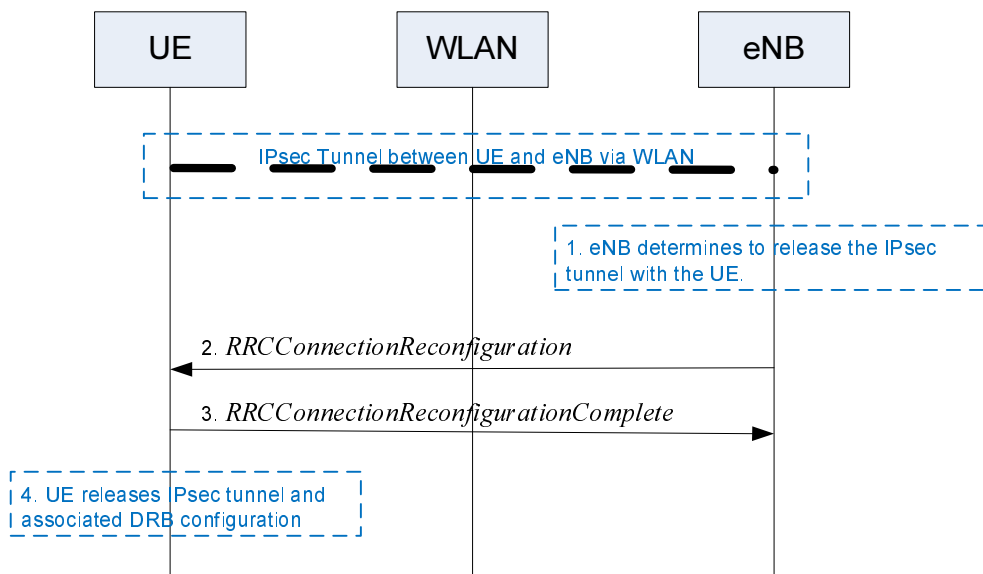 UE
WLAN
eNB
IPsec Tunnel between UE and eNB via WLAN
1. eNB determines to release the IPsec
tunnel with the UE.
2. RRCConnectionReconfiguration
3. RRCConnectionReconfigurationComplete
4. UE releases IPsec tunnel and
associated DRB configuration